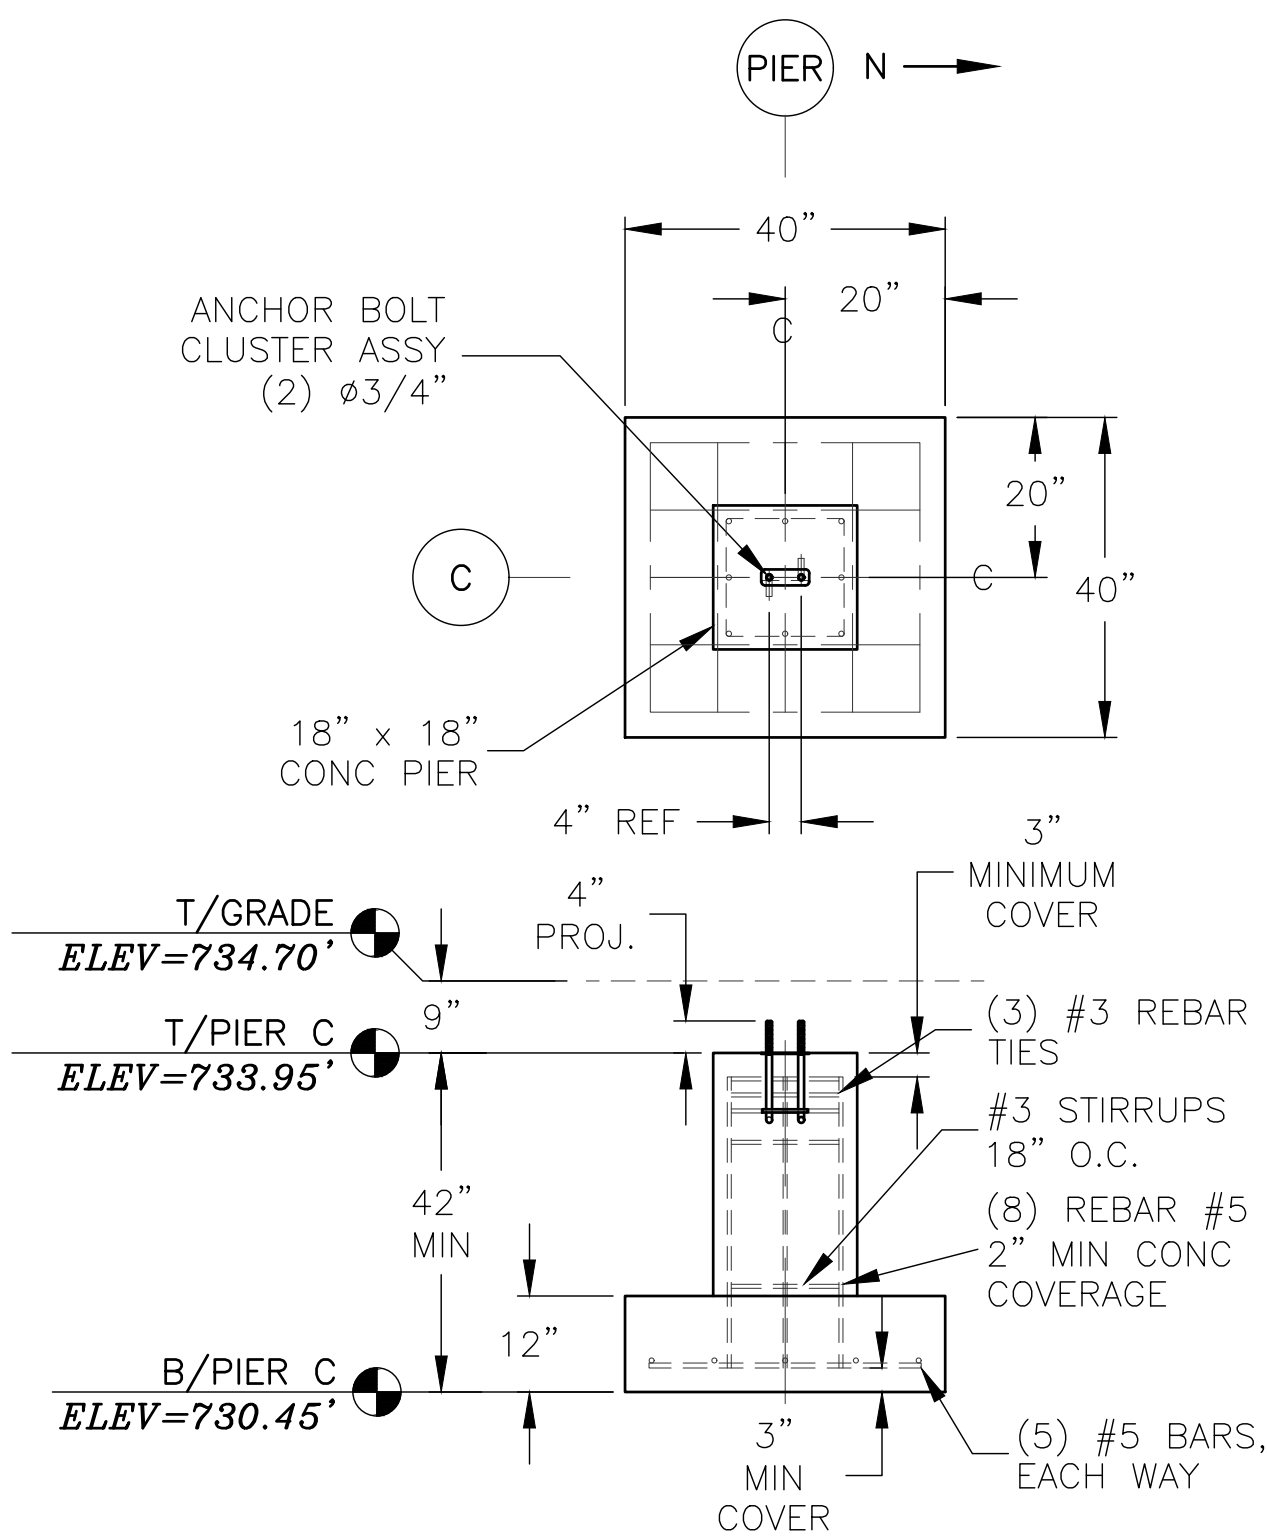 PIER
N
40"
20"
C
ANCHOR BOLT
CLUSTER ASSY
(2) ø3/4"
20"
40"
C
C
18" x 18"
CONC PIER
4" REF
3"
MINIMUM
COVER
4"
PROJ.
T/GRADE
ELEV=734.70'
9"
T/PIER C
ELEV=733.95'
(3) #3 REBAR
TIES
#3 STIRRUPS
18" O.C.
42"
MIN
(8) REBAR #5
2" MIN CONC
COVERAGE
12"
B/PIER C
ELEV=730.45'
3"
MIN
COVER
(5) #5 BARS,
EACH WAY